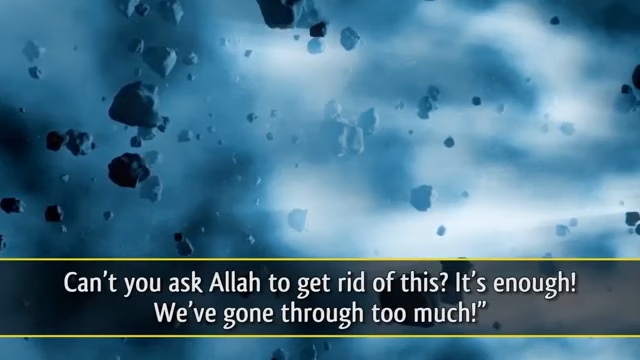 Can't you ask Allah to get rid of this? It's enough!
We've gone through too much!”